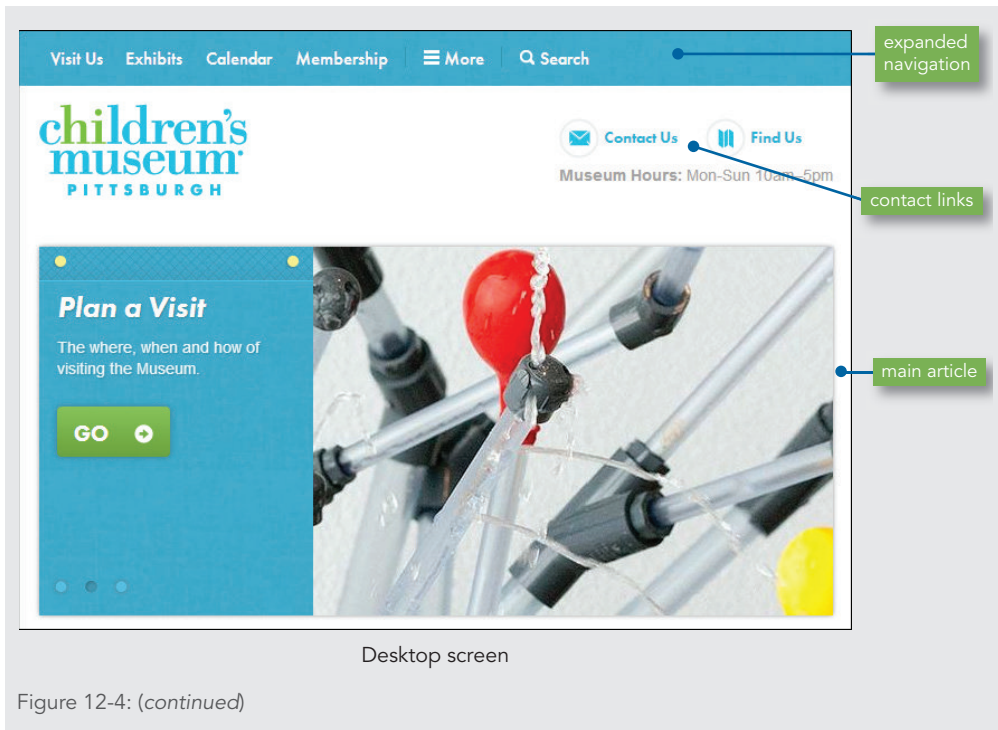 Visit Us Exhibits Calendar Membership More Search
expanded
navigation
children's
museum
PITTSBURGH
Contact Us Find Us
Museum Hours: Mon-Sun 10am-5pm
contact links
Plan a Visit
The where, when and how of
visiting the Museum.
GO
main article
Desktop screen
Figure 12-4: (continued)